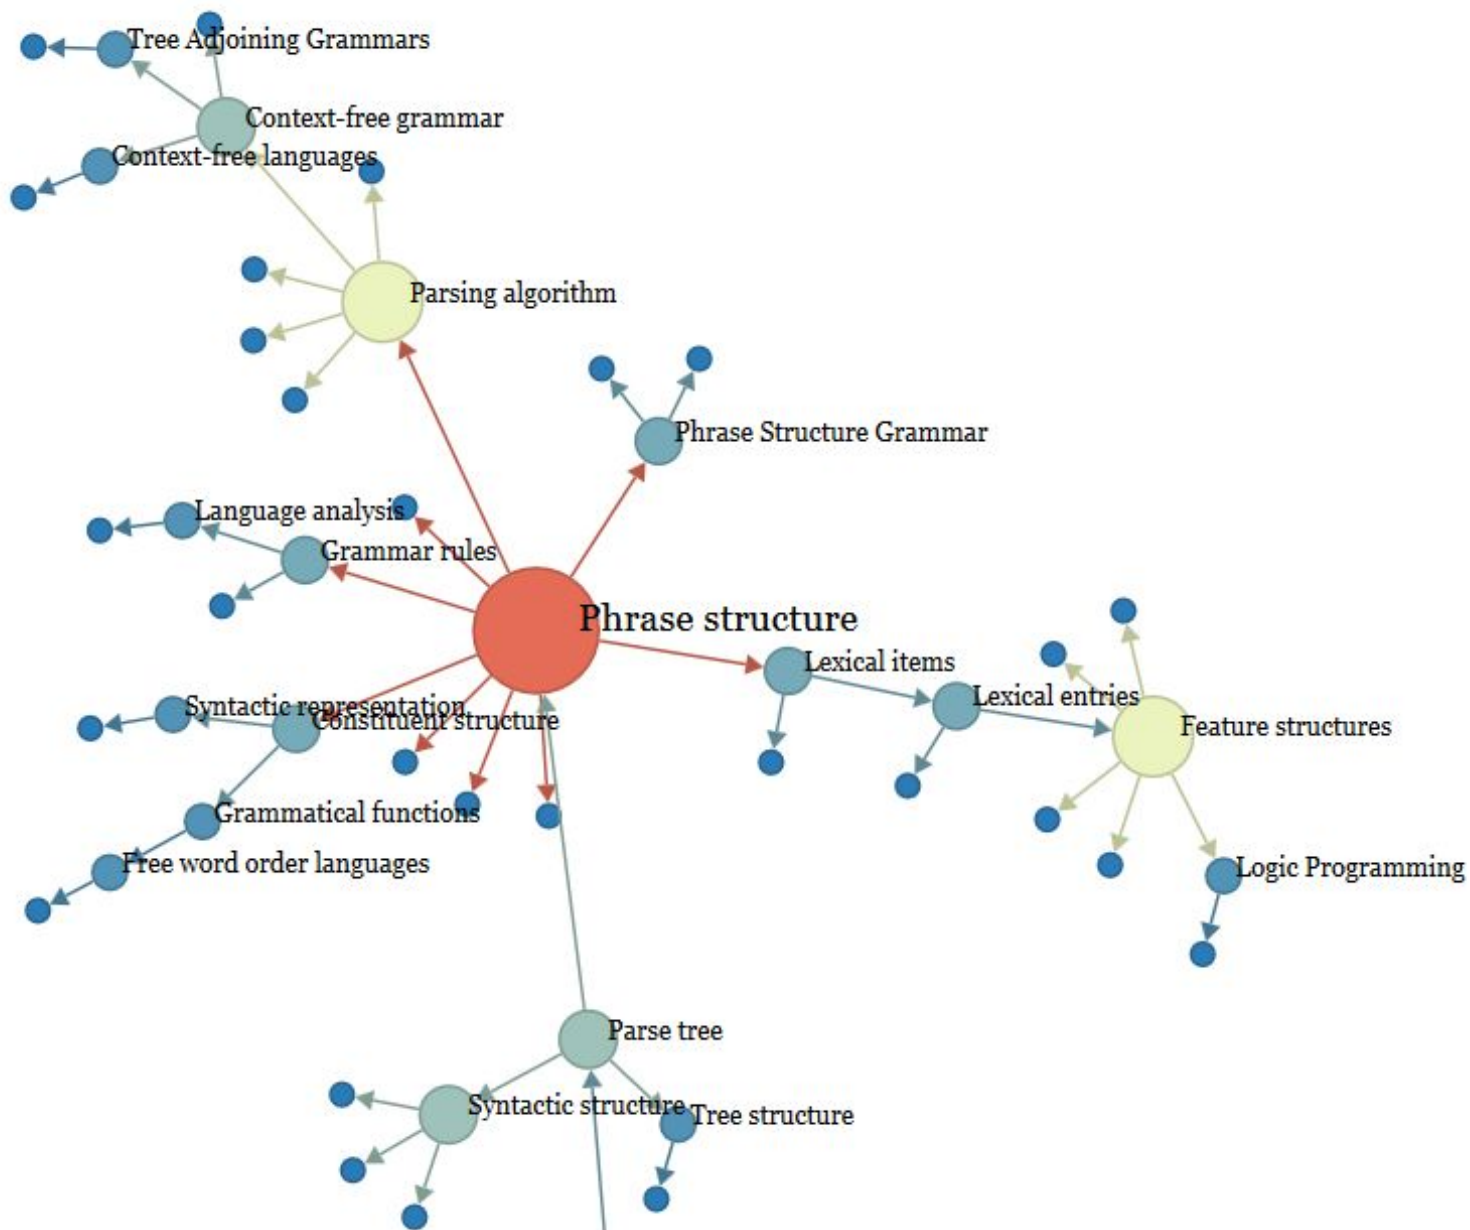 Tree Adjoining Grammars
Context-free grammar
Context-free languages
Parsing algorithm
Phrase Structure Grammar
Language analysis
Grammar rules
Phrase structure
Lexical items
Lexical entries
Syntactic representation
Constituent structure
Feature structures
Grammatical functions
Free word order languages
Logic Programming
Parse tree
Syntactic structure
Tree structure